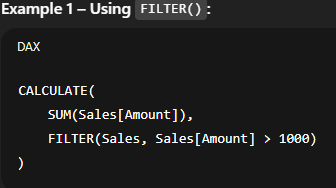 Example 1 – Using FILTER():
DAX
CALCULATE(
    SUM(Sales[Amount]),
    FILTER(Sales, Sales[Amount] > 1000)
)